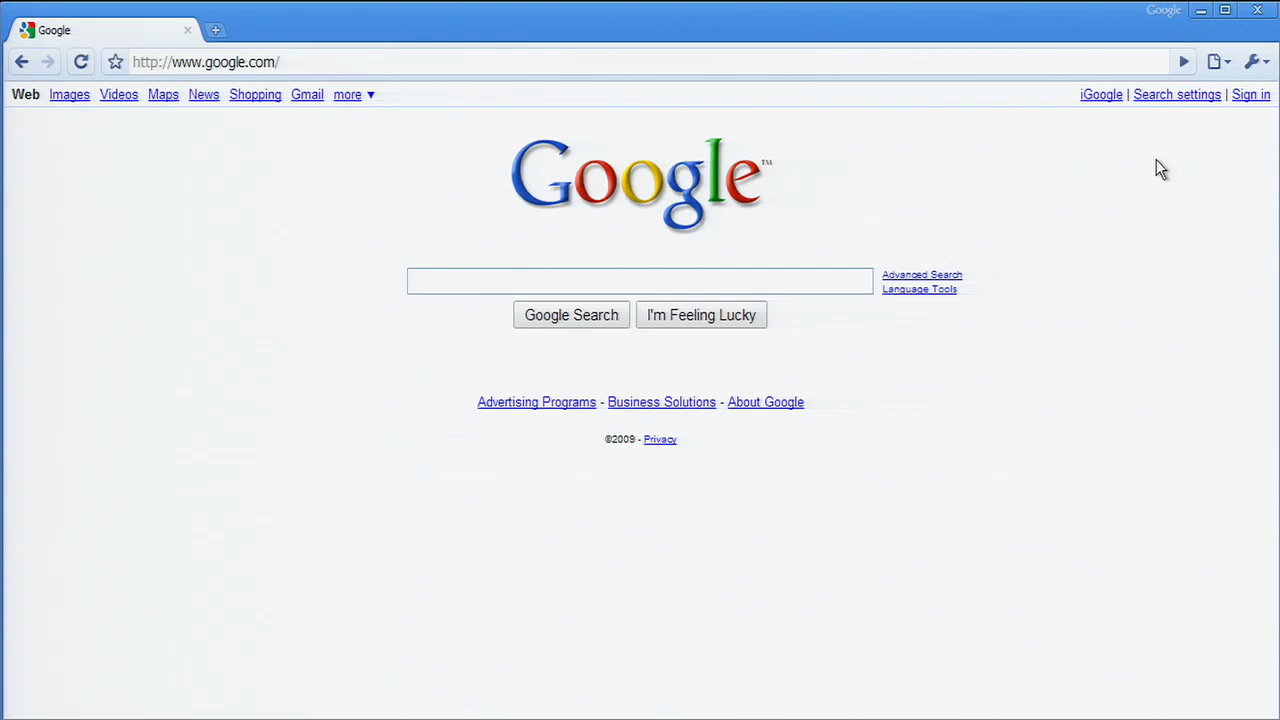 Google
Google
http://www.google.com/
Web Images Videos Maps News Shopping Gmail more ▼ iGoogle | Search settings | Sign in
Google™
Advanced Search
Language Tools
Google Search I'm Feeling Lucky
Advertising Programs - Business Solutions - About Google
©2009 - Privacy